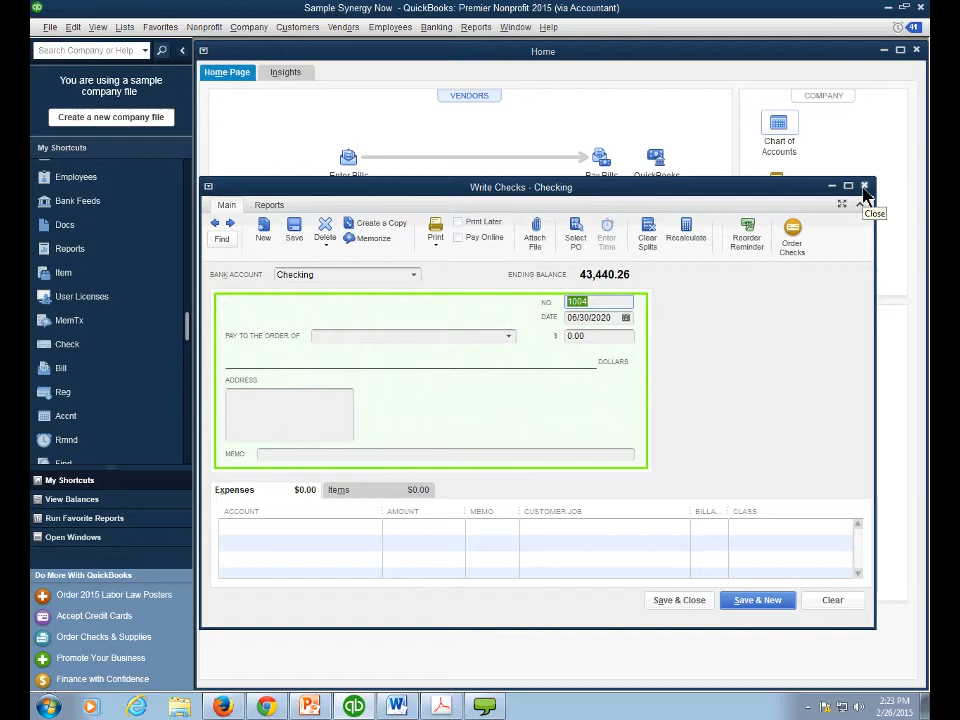 Sample Synergy Now - QuickBooks: Premier Nonprofit 2015 (via Accountant)
File Edit View Lists Favorites Nonprofit Company Customers Vendors Employees Banking Reports Window Help
41
Search Company or Help
Home
You are using a sample
company file
Create a new company file
My Shortcuts
Employees
Bank Feeds
Docs
Reports
Item
User Licenses
MemTx
Check
Bill
Reg
Accnt
Rmnd
Find
My Shortcuts
View Balances
Run Favorite Reports
Open Windows
Do More With QuickBooks
Order 2015 Labor Law Posters
Accept Credit Cards
Order Checks & Supplies
Promote Your Business
Finance with Confidence
Home Page Insights
VENDORS
COMPANY
Chart of
Accounts
Enter Bills Pay Bills QuickBooks
Write Checks - Checking
Close
Main Reports
Find
New
Save
Delete
Create a Copy
Memorize
Print
Print Later
Pay Online
Attach
File
Select
PO
Enter
Time
Clear
Splits
Recalculate
Reorder
Reminder
Order
Checks
BANK ACCOUNT Checking ENDING BALANCE 43,440.26
NO. 1004
DATE 06/30/2020
PAY TO THE ORDER OF $ 0.00
DOLLARS
ADDRESS
MEMO
Expenses $0.00 Items $0.00
ACCOUNT AMOUNT MEMO CUSTOMER:JOB BILLA... CLASS
Save & Close Save & New Clear
2:23 PM
2/26/2015